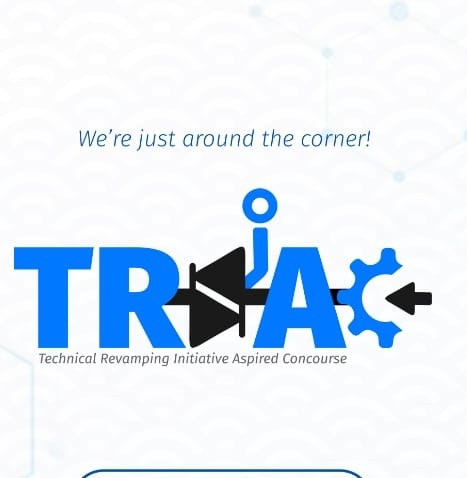 We're just around the corner!
TRIAC
Technical Revamping Initiative Aspired Concourse